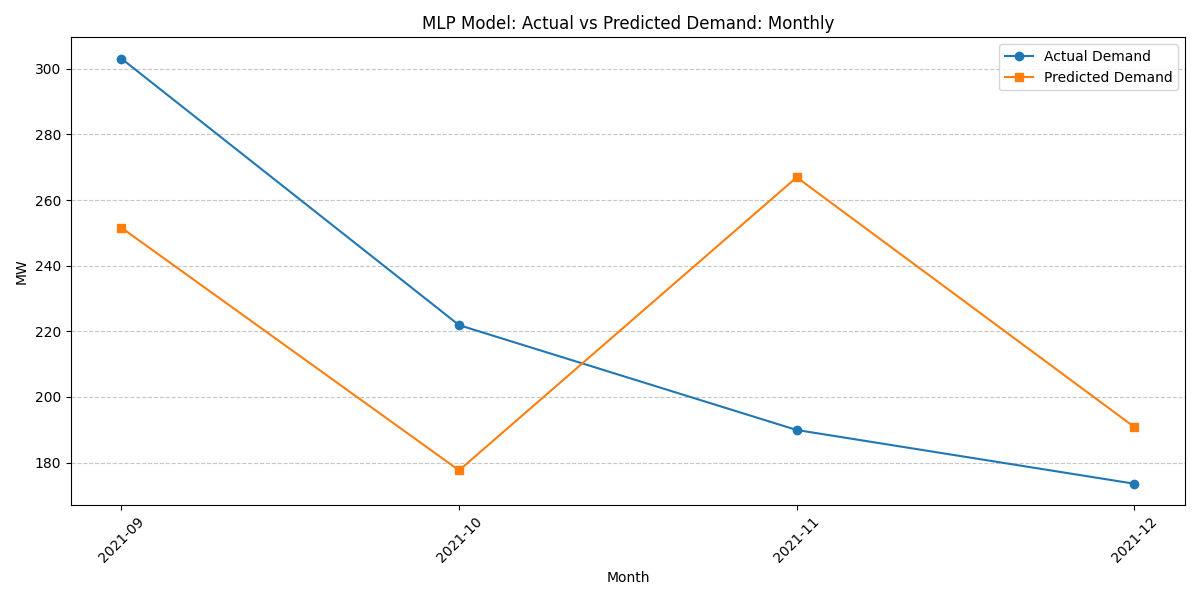 MLP Model: Actual vs Predicted Demand: Monthly
Actual Demand
Predicted Demand
300
280
260
240
220
200
180
MW
2021-09
2021-10
2021-11
2021-12
Month